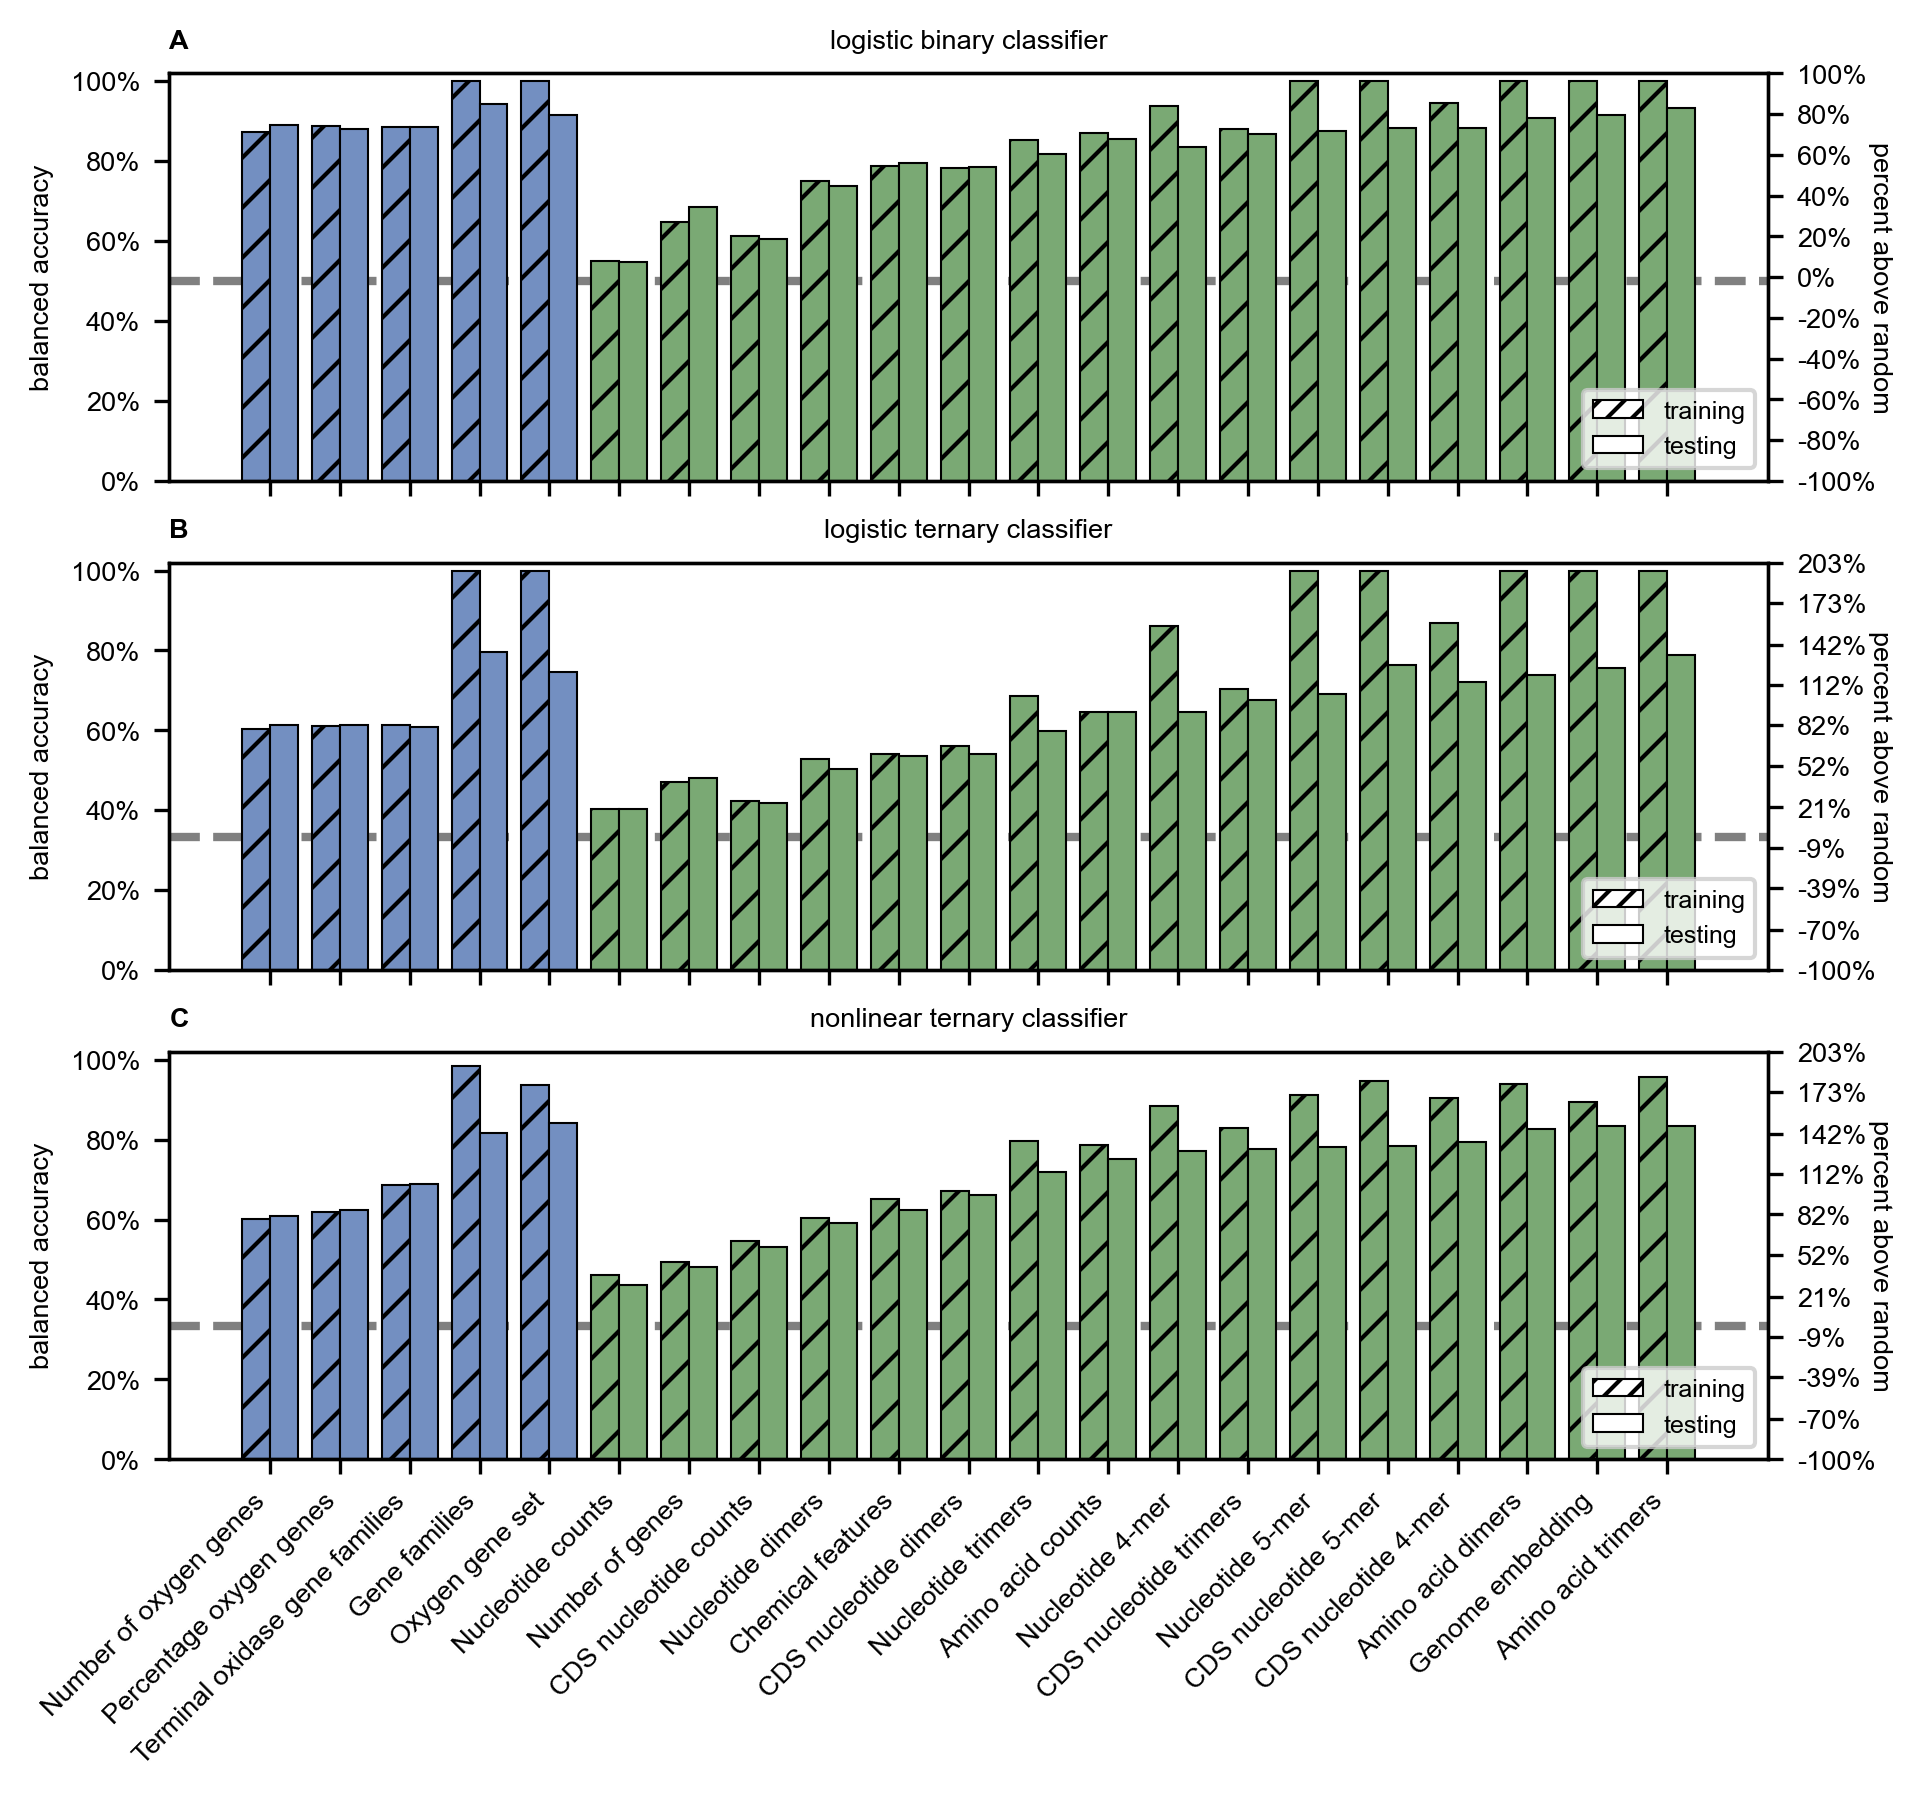 A
logistic binary classifier
100%
80%
60%
40%
20%
0%
balanced accuracy
100%
80%
60%
40%
20%
0%
-20%
-40%
-60%
-80%
-100%
percent above random
training
testing
B
logistic ternary classifier
100%
80%
60%
40%
20%
0%
balanced accuracy
203%
173%
142%
112%
82%
52%
21%
-9%
-39%
-70%
-100%
percent above random
training
testing
C
nonlinear ternary classifier
100%
80%
60%
40%
20%
0%
balanced accuracy
203%
173%
142%
112%
82%
52%
21%
-9%
-39%
-70%
-100%
percent above random
training
testing
Number of oxygen genes
Percentage oxygen genes
Terminal oxidase gene families
Gene families
Oxygen gene set
Nucleotide counts
Number of genes
CDS nucleotide counts
Nucleotide dimers
Chemical features
CDS nucleotide dimers
Nucleotide trimers
Amino acid counts
Nucleotide 4-mer
CDS nucleotide trimers
Nucleotide 5-mer
CDS nucleotide 5-mer
CDS nucleotide 4-mer
Amino acid dimers
Genome embedding
Amino acid trimers